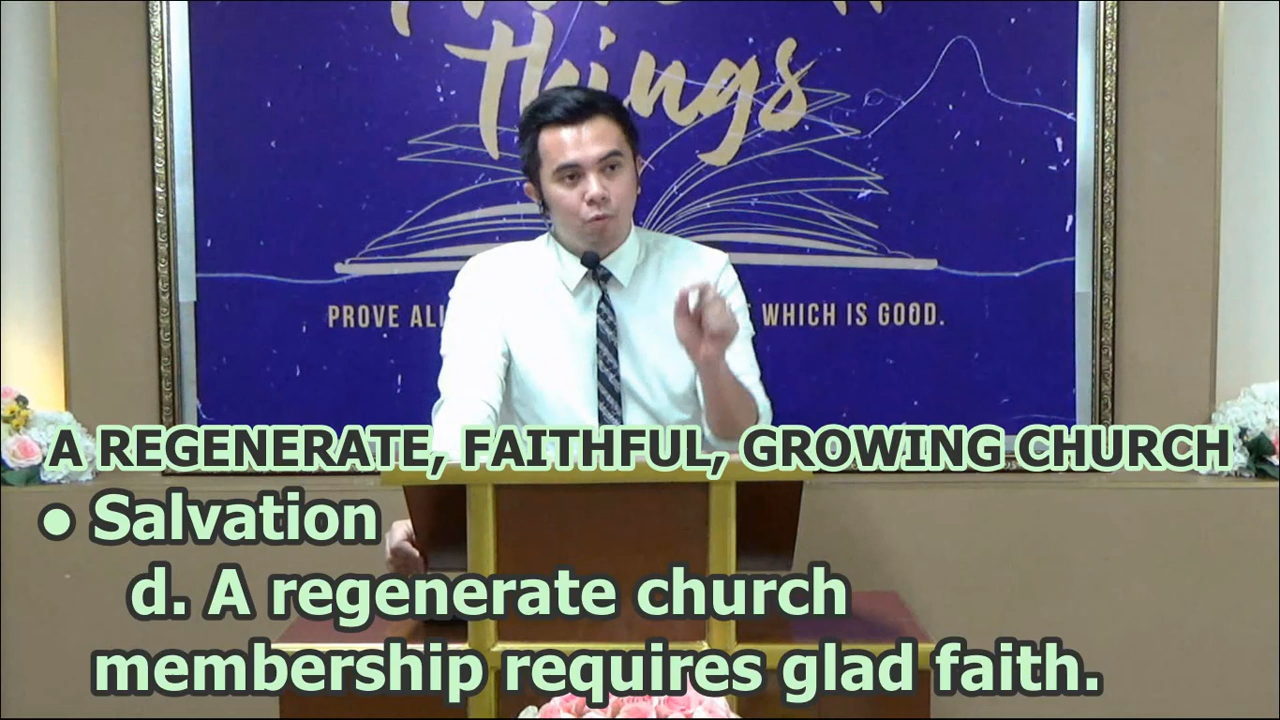 things
PROVE ALL WHICH IS GOOD.
A REGENERATE, FAITHFUL, GROWING CHURCH
• Salvation
d. A regenerate church
membership requires glad faith.